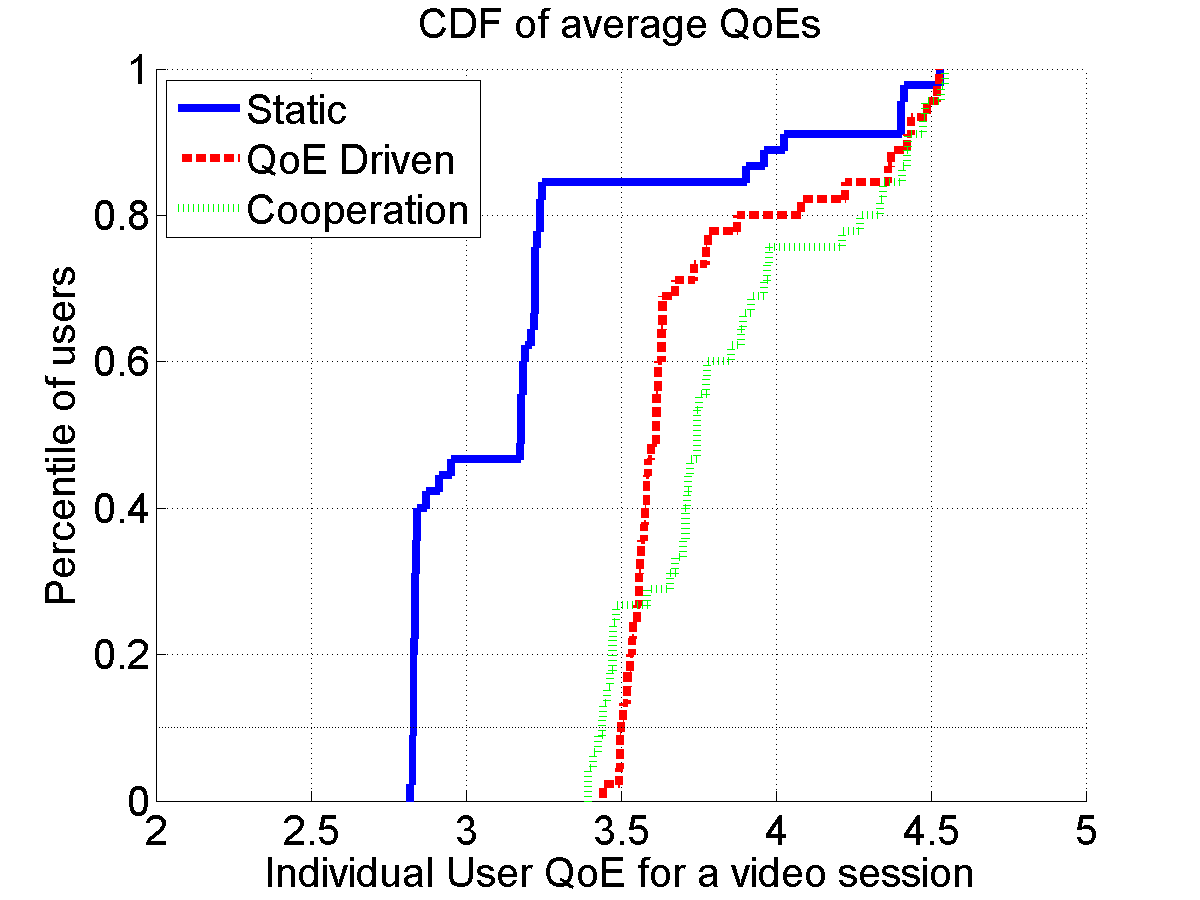 CDF of average QoEs
1
0.8
0.6
0.4
0.2
0
Static
QoE Driven
Cooperation
Percentile of users
2
2.5
3
3.5
4
4.5
5
Individual User QoE for a video session